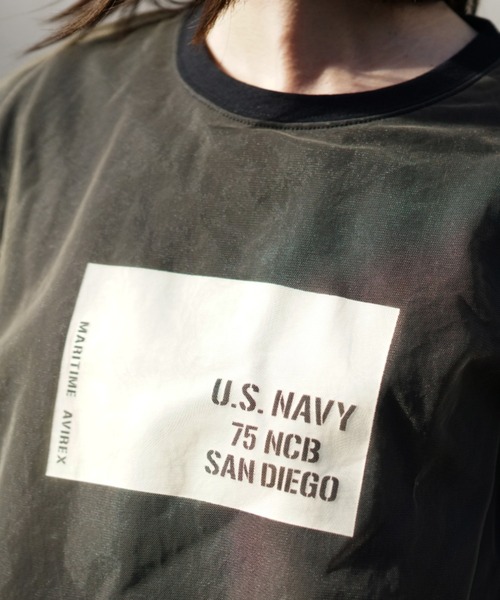 MARITIME AVIREX
U.S. NAVY
75 NCB
SAN DIEGO